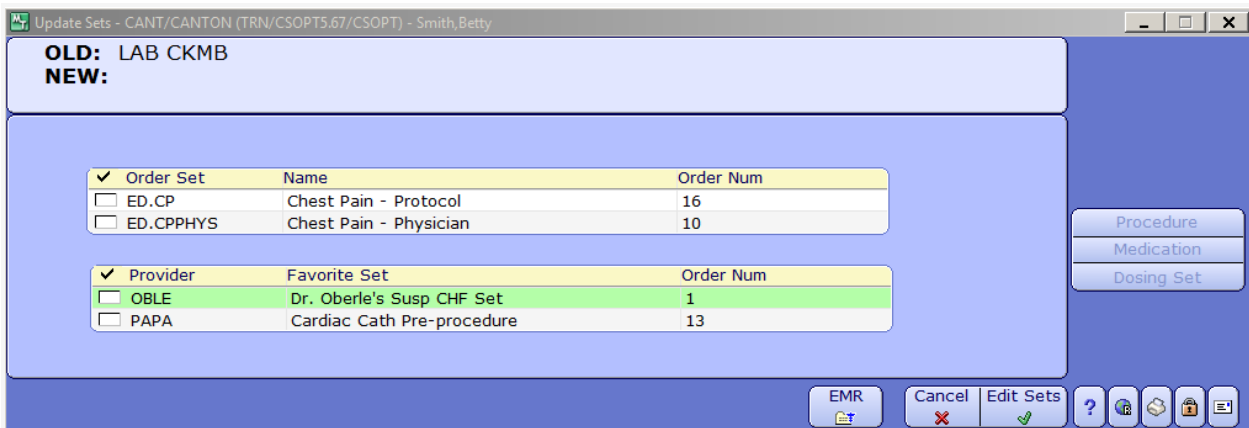 Update Sets - CANT/CANTON (TRN/CSOPT5.67/CSOPT) - Smith,Betty
OLD: LAB CKMB
NEW:
Order Set Name Order Num
ED.CP Chest Pain - Protocol 16
ED.CPPHYS Chest Pain - Physician 10
Provider Favorite Set Order Num
OBLE Dr. Oberle's Susp CHF Set 1
PAPA Cardiac Cath Pre-procedure 13
Procedure
Medication
Dosing Set
EMR Cancel Edit Sets ?